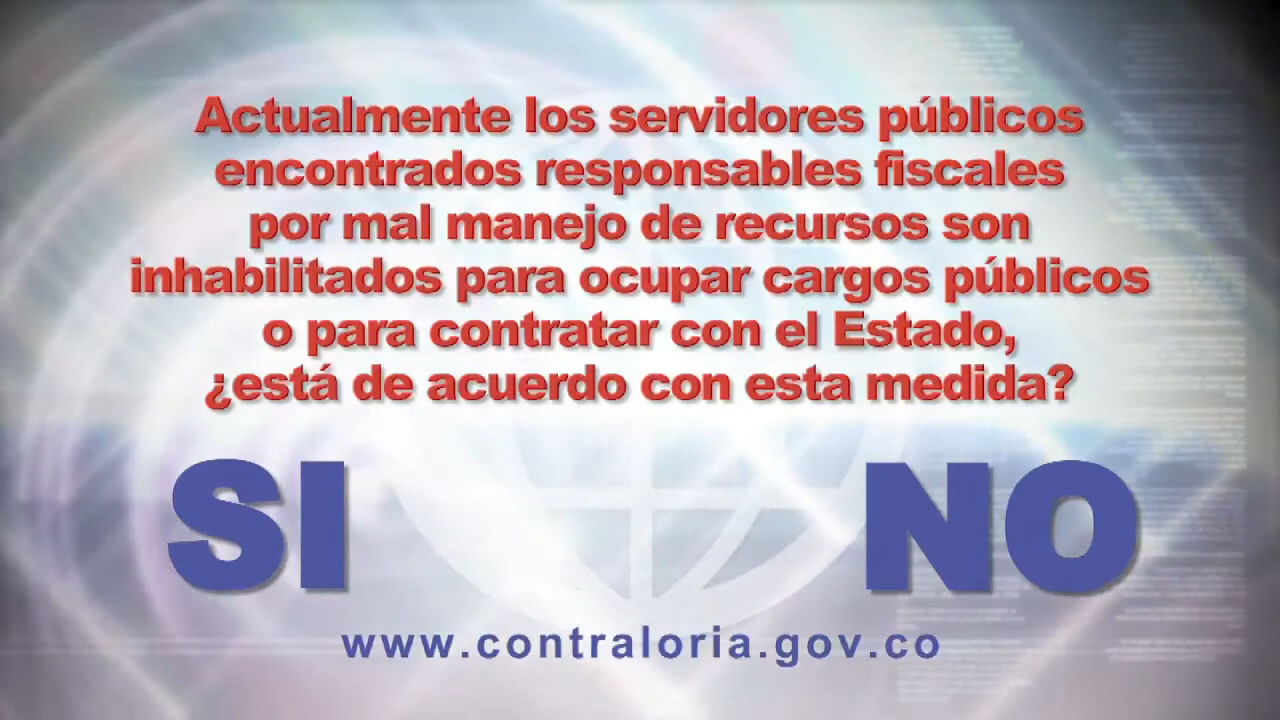 Actualmente los servidores públicos
encontrados responsables fiscales
por mal manejo de recursos son
inhabilitados para ocupar cargos públicos
o para contratar con el Estado,
¿está de acuerdo con esta medida?
SI NO
www.contraloria.gov.co